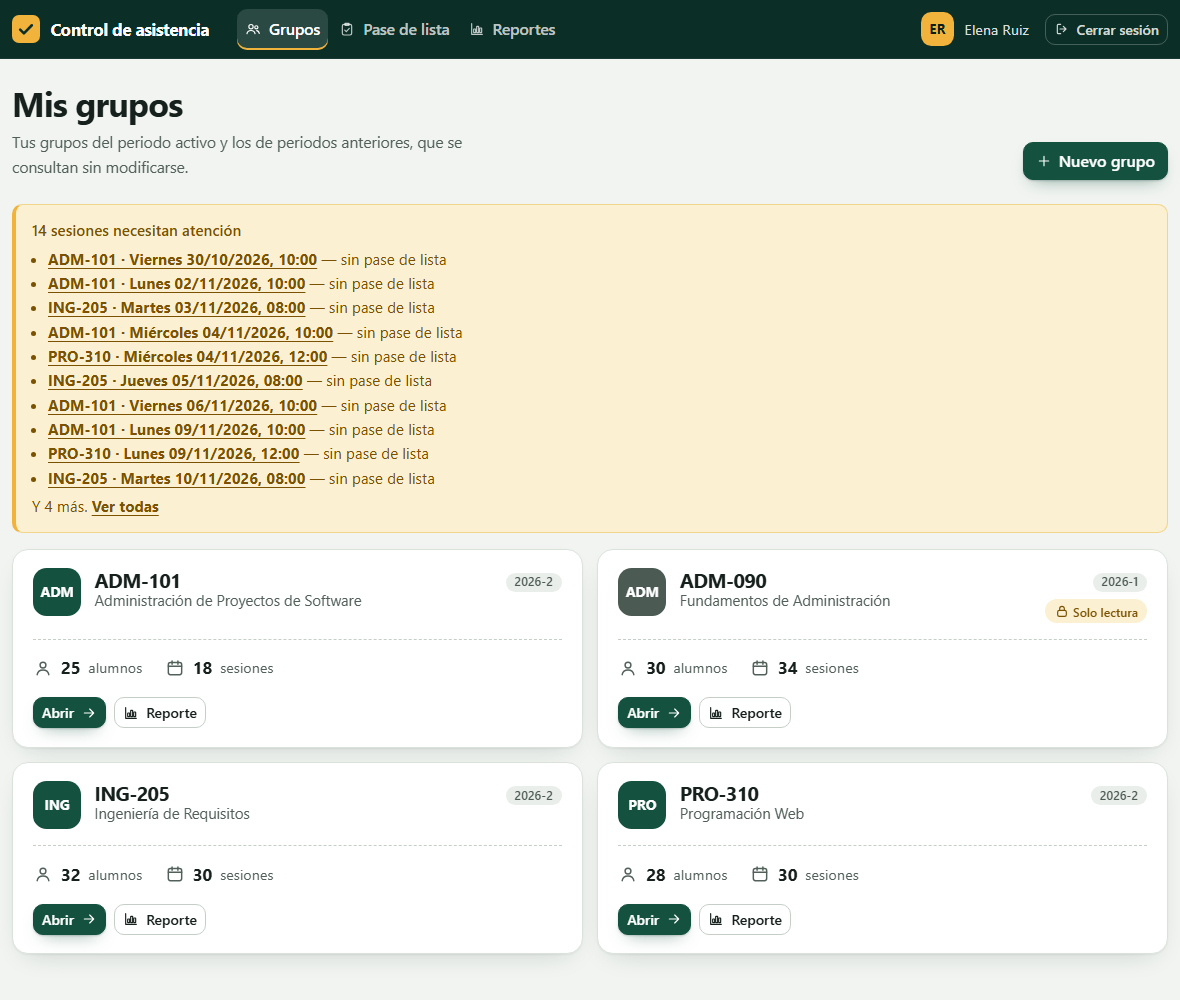 Control de asistencia
Grupos
Pase de lista
Reportes
ER
Elena Ruiz
Cerrar sesión
Mis grupos
Tus grupos del periodo activo y los de periodos anteriores, que se
consultan sin modificarse.
+ Nuevo grupo
14 sesiones necesitan atención
• ADM-101 · Viernes 30/10/2026, 10:00 — sin pase de lista
• ADM-101 · Lunes 02/11/2026, 10:00 — sin pase de lista
• ING-205 · Martes 03/11/2026, 08:00 — sin pase de lista
• ADM-101 · Miércoles 04/11/2026, 10:00 — sin pase de lista
• PRO-310 · Miércoles 04/11/2026, 12:00 — sin pase de lista
• ING-205 · Jueves 05/11/2026, 08:00 — sin pase de lista
• ADM-101 · Viernes 06/11/2026, 10:00 — sin pase de lista
• ADM-101 · Lunes 09/11/2026, 10:00 — sin pase de lista
• PRO-310 · Lunes 09/11/2026, 12:00 — sin pase de lista
• ING-205 · Martes 10/11/2026, 08:00 — sin pase de lista
Y 4 más. Ver todas
ADM
ADM-101
Administración de Proyectos de Software
2026-2
25 alumnos
18 sesiones
Abrir →
Reporte
ADM
ADM-090
Fundamentos de Administración
2026-1
Solo lectura
30 alumnos
34 sesiones
Abrir →
Reporte
ING
ING-205
Ingeniería de Requisitos
2026-2
32 alumnos
30 sesiones
Abrir →
Reporte
PRO
PRO-310
Programación Web
2026-2
28 alumnos
30 sesiones
Abrir →
Reporte